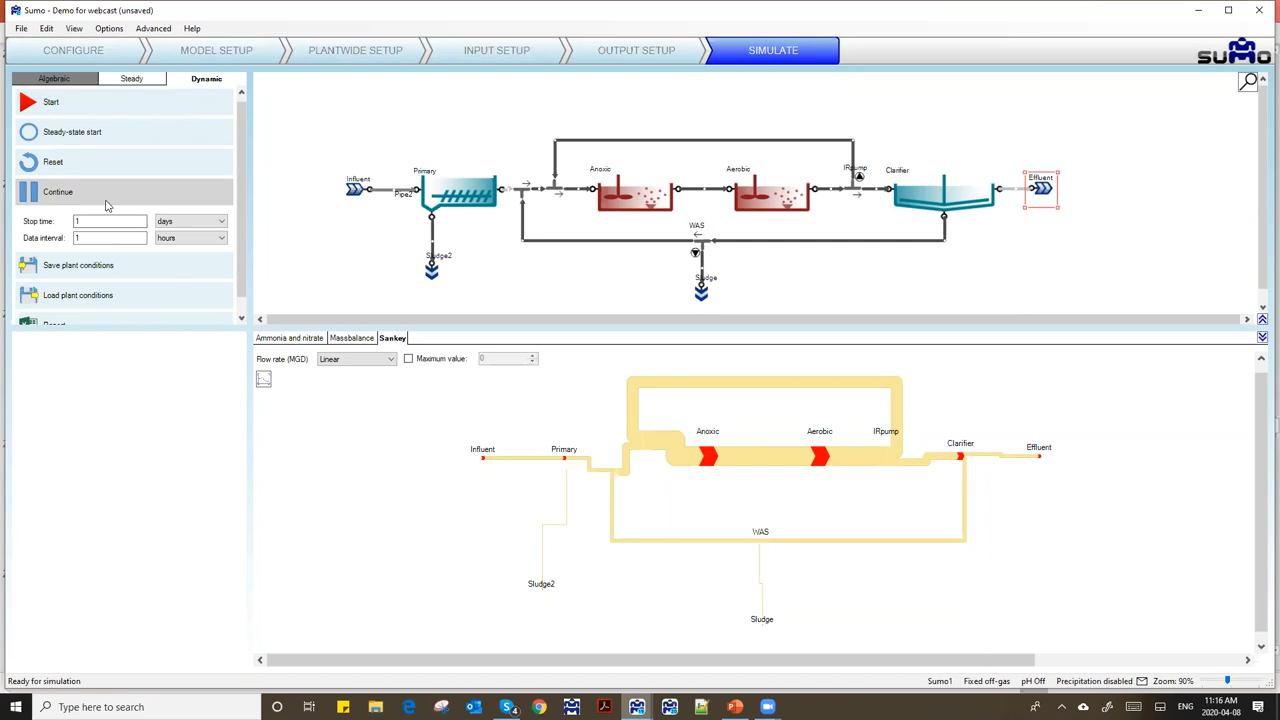 Sumo - Demo for webcast (unsaved)
File Edit View Options Advanced Help
CONFIGURE MODEL SETUP PLANTWIDE SETUP INPUT SETUP OUTPUT SETUP SIMULATE
sumo
Algebraic Steady Dynamic
Start
Steady-state start
Reset
Continue
Stop time: 1 days
Data interval: 1 hours
Save plant conditions
Load plant conditions
Influent
Pipe2
Primary
Sludge2
Anoxic
Aerobic
IRpump
Clarifier
Effluent
WAS
Sludge
Ammonia and nitrate Massbalance Sankey
Flow rate (MGD) Linear Maximum value: 0
Anoxic Aerobic IRpump
Influent Primary Clarifier Effluent
WAS
Sludge2
Sludge
Ready for simulation Sumo1 Fixed off-gas pH Off Precipitation disabled Zoom: 90%
Type here to search
4
ENG
11:16 AM
2020-04-08